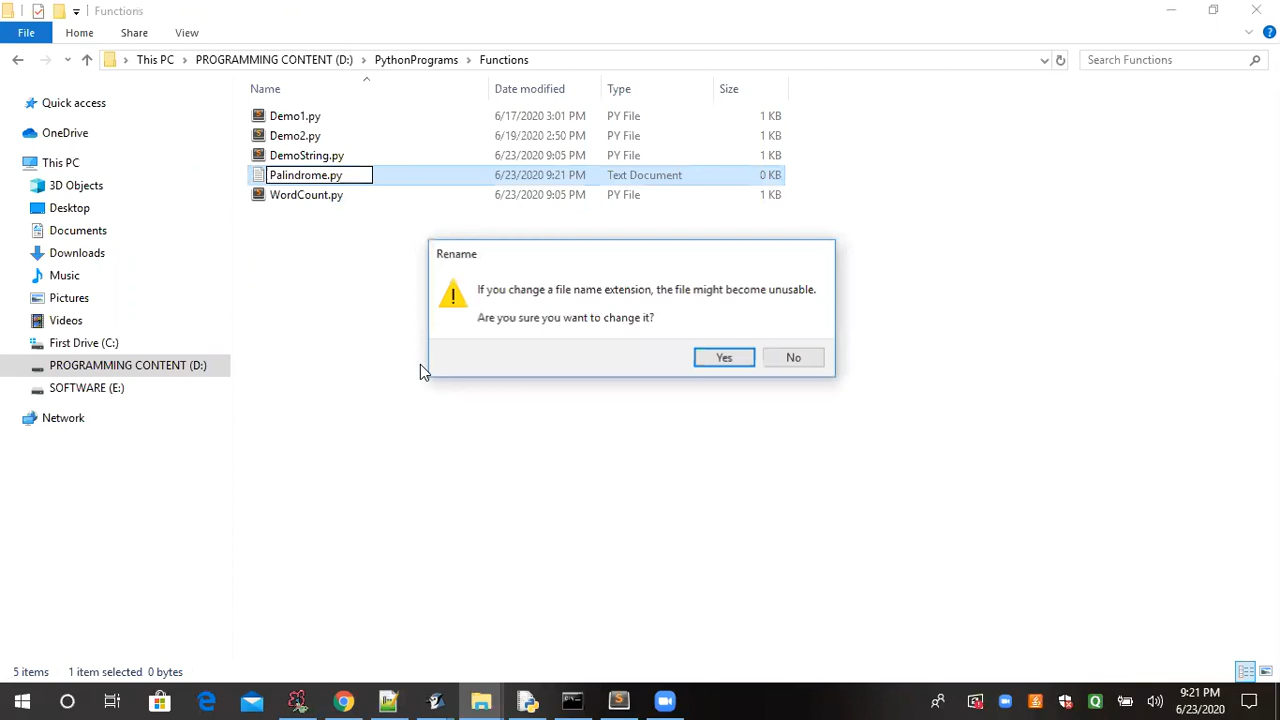 Functions
File Home Share View
This PC PROGRAMMING CONTENT (D:) PythonPrograms Functions Search Functions
Name Date modified Type Size
Quick access
OneDrive
This PC
3D Objects
Desktop
Documents
Downloads
Music
Pictures
Videos
First Drive (C:)
PROGRAMMING CONTENT (D:)
SOFTWARE (E:)
Network
Demo1.py 6/17/2020 3:01 PM PY File 1 KB
Demo2.py 6/19/2020 2:50 PM PY File 1 KB
DemoString.py 6/23/2020 9:05 PM PY File 1 KB
Palindrome.py 6/23/2020 9:21 PM Text Document 0 KB
WordCount.py 6/23/2020 9:05 PM PY File 1 KB
Rename
If you change a file name extension, the file might become unusable.
Are you sure you want to change it?
Yes No
5 items 1 item selected 0 bytes
9:21 PM
6/23/2020